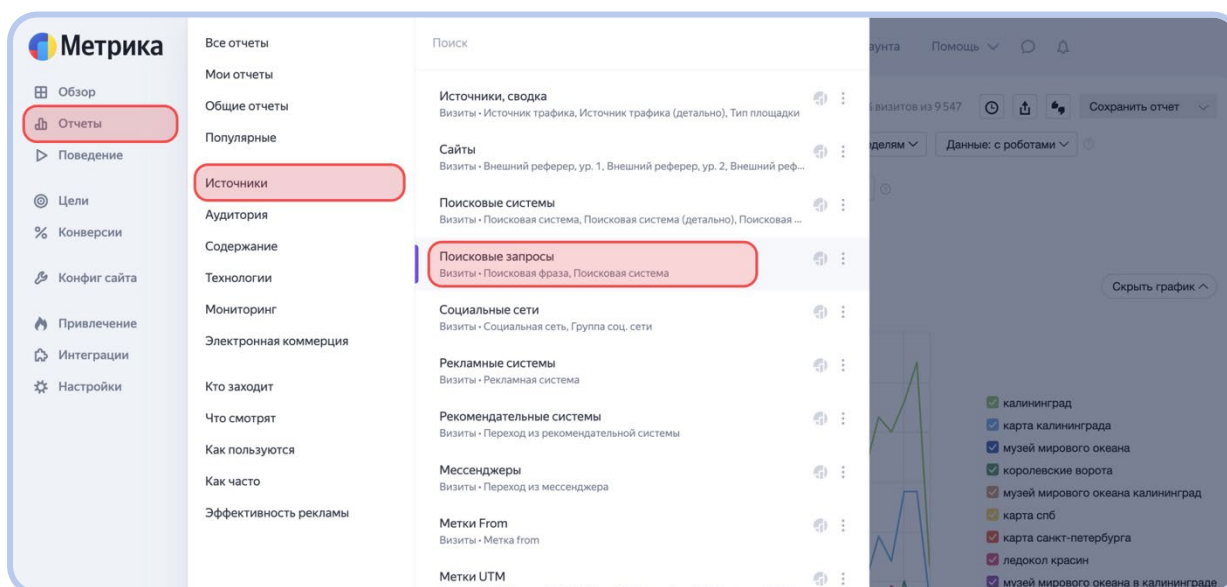 Метрика
Обзор
Отчеты
Поведение
Цели
Конверсии
Конфиг сайта
Привлечение
Интеграции
Настройки
Все отчеты
Мои отчеты
Общие отчеты
Популярные
Источники
Аудитория
Содержание
Технологии
Мониторинг
Электронная коммерция
Кто заходит
Что смотрят
Как пользуются
Как часто
Эффективность рекламы
Поиск
Источники, сводка
Визиты • Источник трафика, Источник трафика (детально), Тип площадки
Сайты
Визиты • Внешний реферер, ур. 1, Внешний реферер, ур. 2, Внешний реф...
Поисковые системы
Визиты • Поисковая система, Поисковая система (детально), Поисковая ...
Поисковые запросы
Визиты • Поисковая фраза, Поисковая система
Социальные сети
Визиты • Социальная сеть, Группа соц. сети
Рекламные системы
Визиты • Рекламная система
Рекомендательные системы
Визиты • Переход из рекомендательной системы
Мессенджеры
Визиты • Переход из мессенджера
Метки From
Визиты • Метка from
Метки UTM
аунта Помощь
визитов из 9 547 Сохранить отчет
делям Данные: с роботами
Скрыть график
калининград
карта калининграда
музей мирового океана
королевские ворота
музей мирового океана калининград
карта спб
карта санкт-петербурга
ледокол красин
музей мирового океана в калининграде